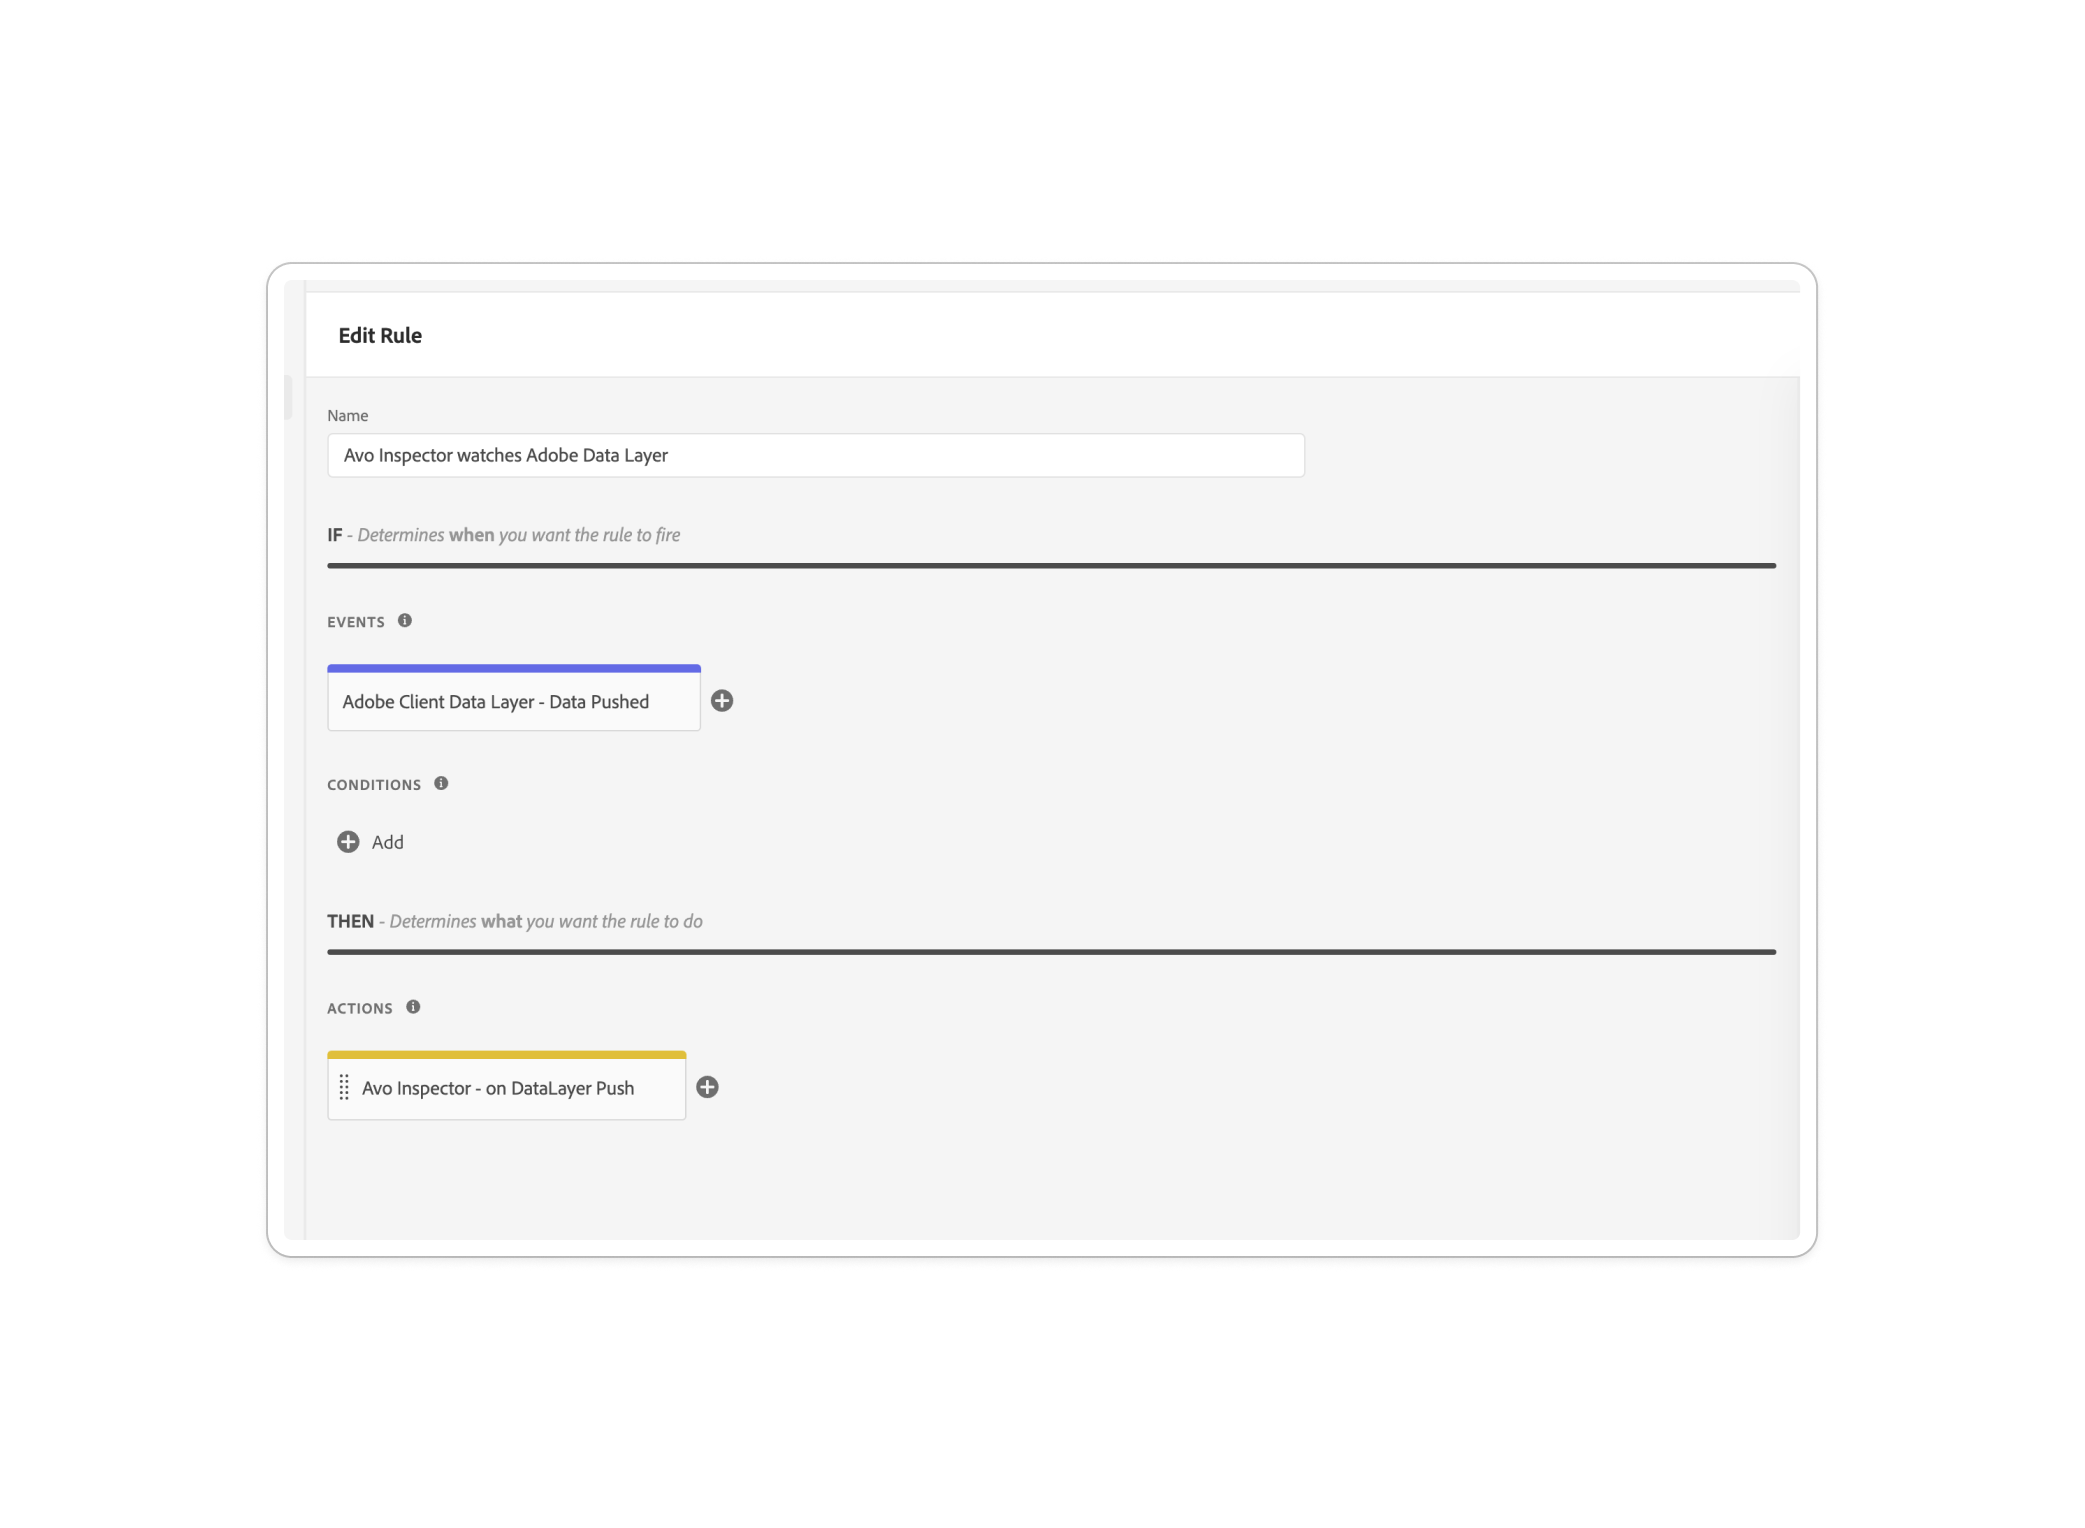 Edit Rule
Name
Avo Inspector watches Adobe Data Layer
IF - Determines when you want the rule to fire
EVENTS
Adobe Client Data Layer - Data Pushed
CONDITIONS
Add
THEN - Determines what you want the rule to do
ACTIONS
Avo Inspector - on DataLayer Push